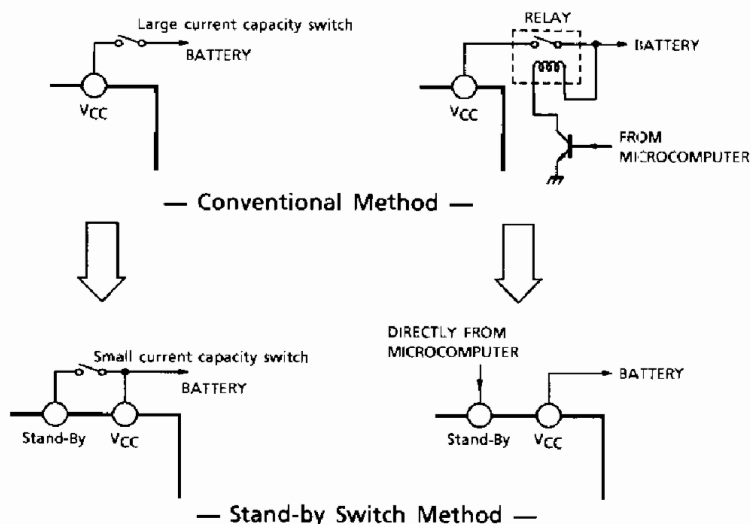 Large current capacity switch
BATTERY
VCC
RELAY
BATTERY
VCC
FROM
MICROCOMPUTER
— Conventional Method —
Small current capacity switch
BATTERY
Stand-By
VCC
DIRECTLY FROM
MICROCOMPUTER
BATTERY
Stand-By
VCC
— Stand-by Switch Method —